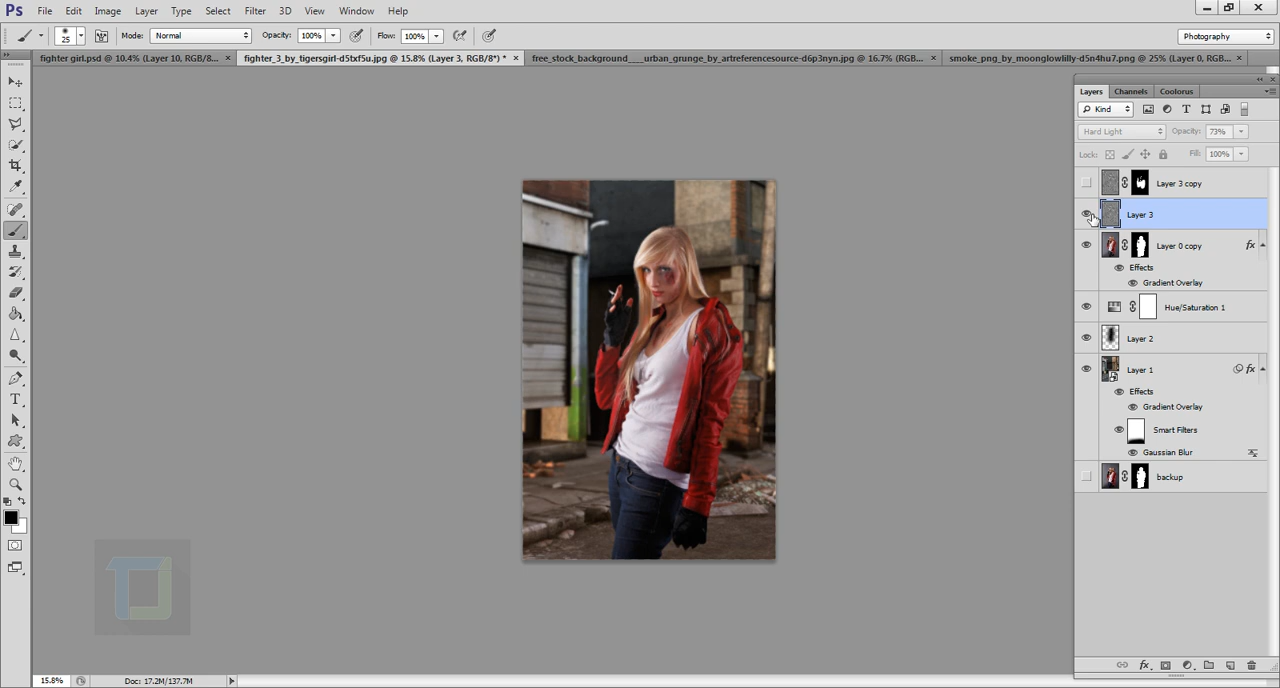 Ps File Edit Image Layer Type Select Filter 3D View Window Help
25 Mode: Normal Opacity: 100% Flow: 100% Photography
fighter girl.psd @ 10.4% (Layer 10, RGB/8... × fighter_3_by_tigersgirl-d5txf5u.jpg @ 15.8% (Layer 3, RGB/8*) * × free_stock_background___urban_grunge_by_artreferencesource-d6p3nyn.jpg @ 16.7% (RGB... × smoke_png_by_moonglowlilly-d5n4hu7.png @ 25% (Layer 0, RGB... ×
Layers Channels Coolorus
Kind
Hard Light Opacity: 73%
Lock: Fill: 100%
Layer 3 copy
Layer 3
Layer 0 copy fx
Effects
Gradient Overlay
Hue/Saturation 1
Layer 2
Layer 1 fx
Effects
Gradient Overlay
Smart Filters
Gaussian Blur
backup
15.8% Doc: 17.2M/137.7M